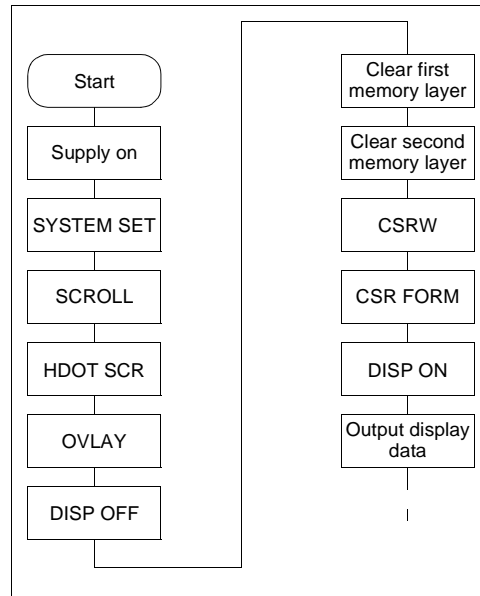 Start
Supply on
SYSTEM SET
SCROLL
HDOT SCR
OVLAY
DISP OFF
Clear first
memory layer
Clear second
memory layer
CSRW
CSR FORM
DISP ON
Output display
data